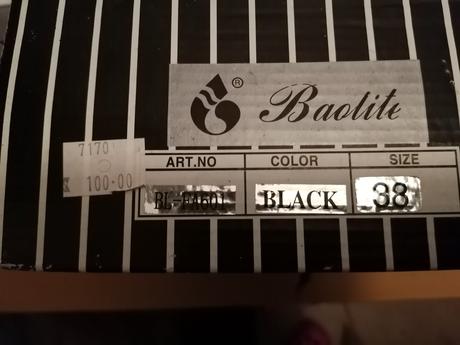 ® Baolite
7170
100.00
ART.NO COLOR SIZE
BLACK 38